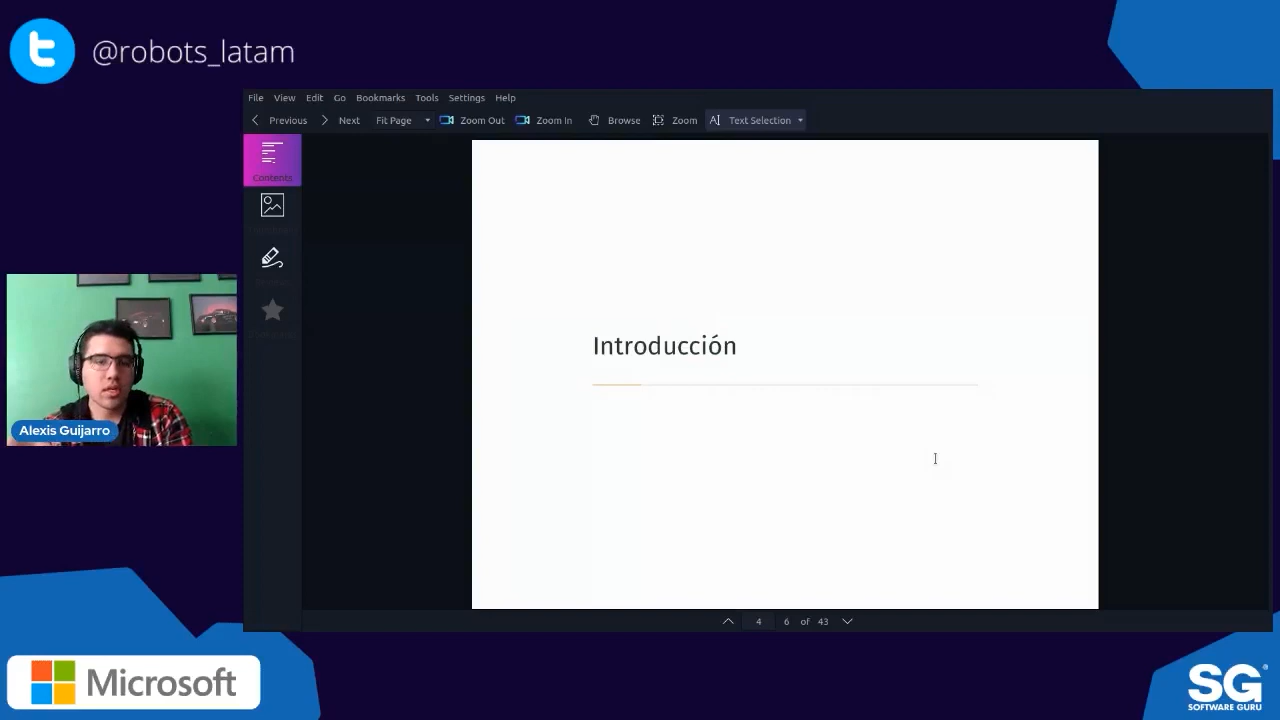 @robots_latam
File View Edit Go Bookmarks Tools Settings Help
Previous Next Fit Page Zoom Out Zoom In Browse Zoom Text Selection
Contents
Introducción
Alexis Guijarro
4 6 of 43
Microsoft
SG
SOFTWARE GURU